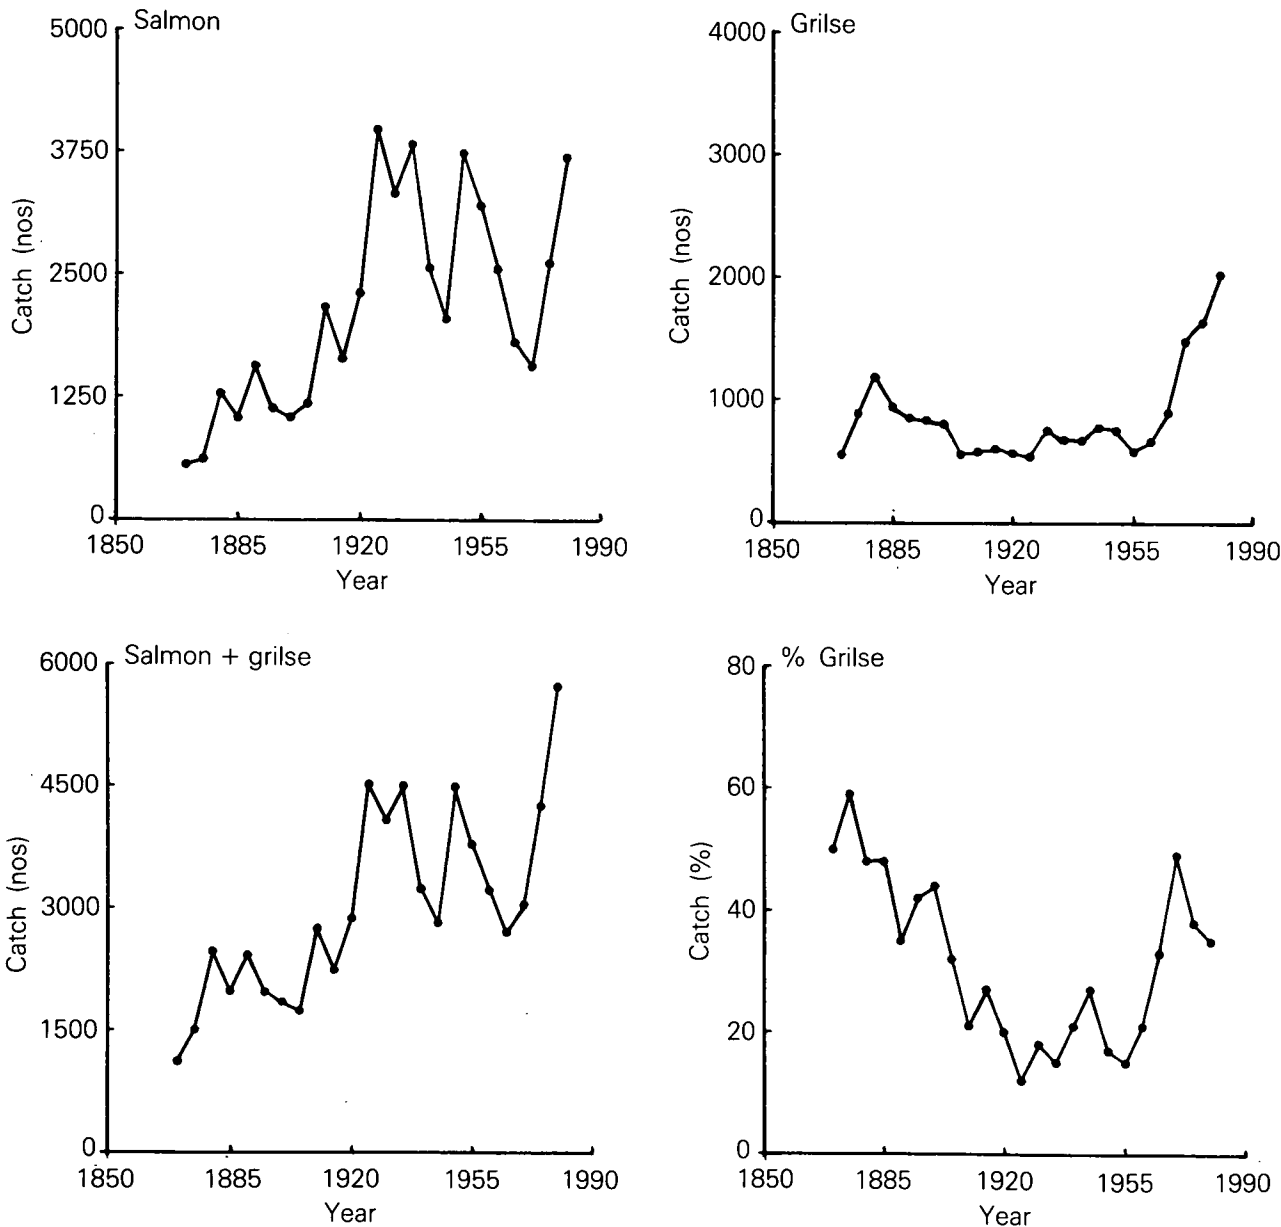 Salmon
5000
3750
2500
1250
0
Catch (nos)
1850 1885 1920 1955 1990
Year
Grilse
4000
3000
2000
1000
0
Catch (nos)
1850 1885 1920 1955 1990
Year
Salmon + grilse
6000
4500
3000
1500
0
Catch (nos)
1850 1885 1920 1955 1990
Year
% Grilse
80
60
40
20
0
Catch (%)
1850 1885 1920 1955 1990
Year